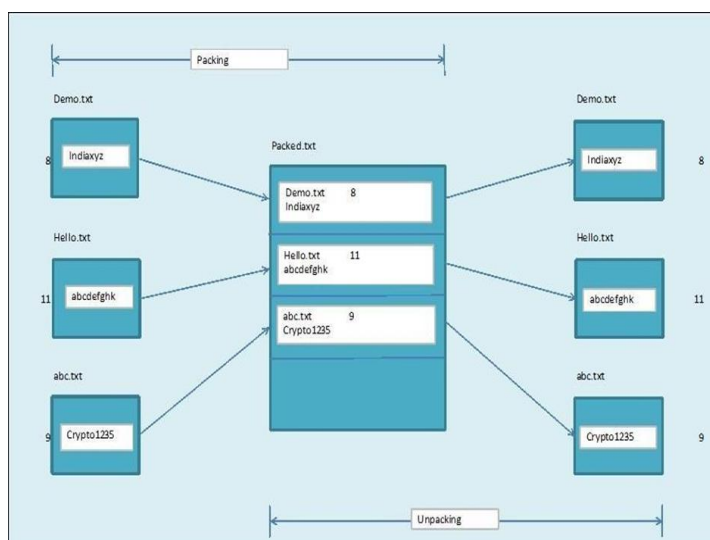 Packing
Demo.txt
8
Indiaxyz
Hello.txt
11
abcdefghk
abc.txt
9
Crypto1235
Packed.txt
Demo.txt 8
Indiaxyz
Hello.txt 11
abcdefghk
abc.txt 9
Crypto1235
Demo.txt
Indiaxyz
8
Hello.txt
abcdefghk
11
abc.txt
Crypto1235
9
Unpacking